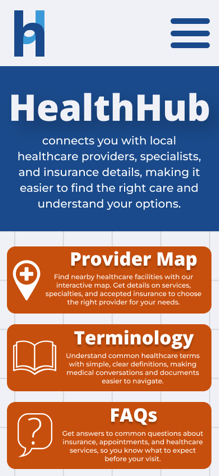 HealthHub
connects you with local
healthcare providers, specialists,
and insurance details, making it
easier to find the right care and
understand your options.
Provider Map
Find nearby healthcare facilities with our
interactive map. Get details on services,
specialties, and accepted insurance to choose
the right provider for your needs.
Terminology
Understand common healthcare terms
with simple, clear definitions, making
medical conversations and documents
easier to navigate.
FAQs
Get answers to common questions about
insurance, appointments, and healthcare
services, so you know what to expect
before your visit.